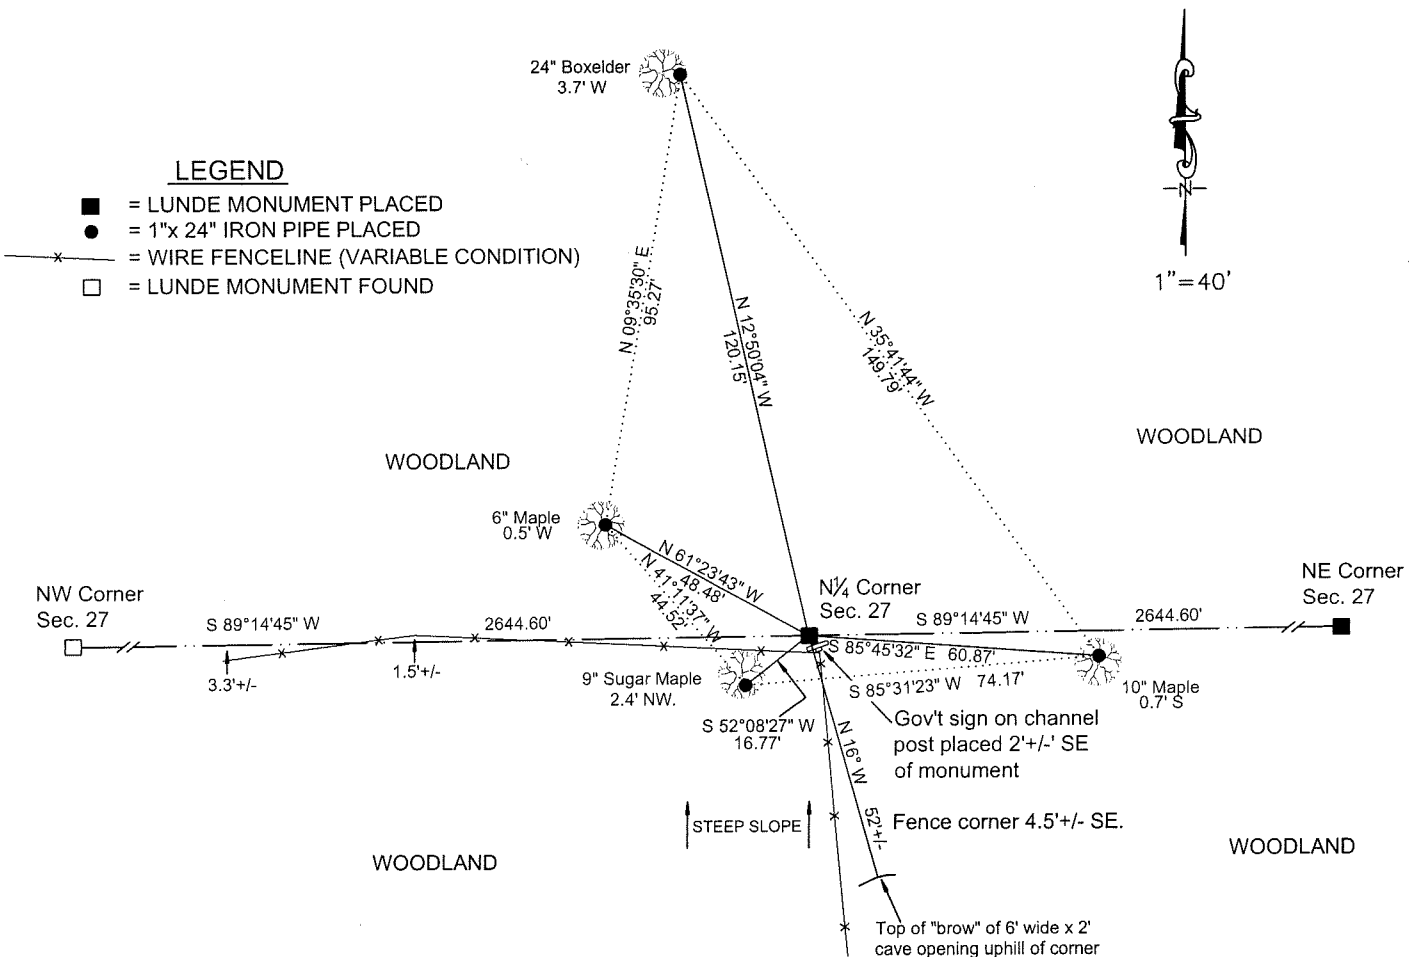 24" Boxelder
3.7' W
LEGEND
= LUNDE MONUMENT PLACED
= 1"x 24" IRON PIPE PLACED
= WIRE FENCELINE (VARIABLE CONDITION)
= LUNDE MONUMENT FOUND
N
1"=40'
N 09°35'30" E
95.27'
N 12°50'04" W
120.15'
N 35°41'44" W
149.79'
WOODLAND
WOODLAND
6" Maple
0.5' W
N 61°23'43" W
48.48'
N 41°11'37" W
44.52'
NW Corner
Sec. 27
N¼ Corner
Sec. 27
NE Corner
Sec. 27
S 89°14'45" W
2644.60'
S 89°14'45" W
2644.60'
S 85°45'32" E 60.87'
3.3'+/-
1.5'+/-
9" Sugar Maple
2.4' NW.
S 85°31'23" W 74.17'
10" Maple
0.7' S
S 52°08'27" W
16.77'
Gov't sign on channel
post placed 2'+/-' SE
of monument
N 16° W
52'+/-
STEEP SLOPE
Fence corner 4.5'+/- SE.
WOODLAND
WOODLAND
Top of "brow" of 6' wide x 2'
cave opening uphill of corner